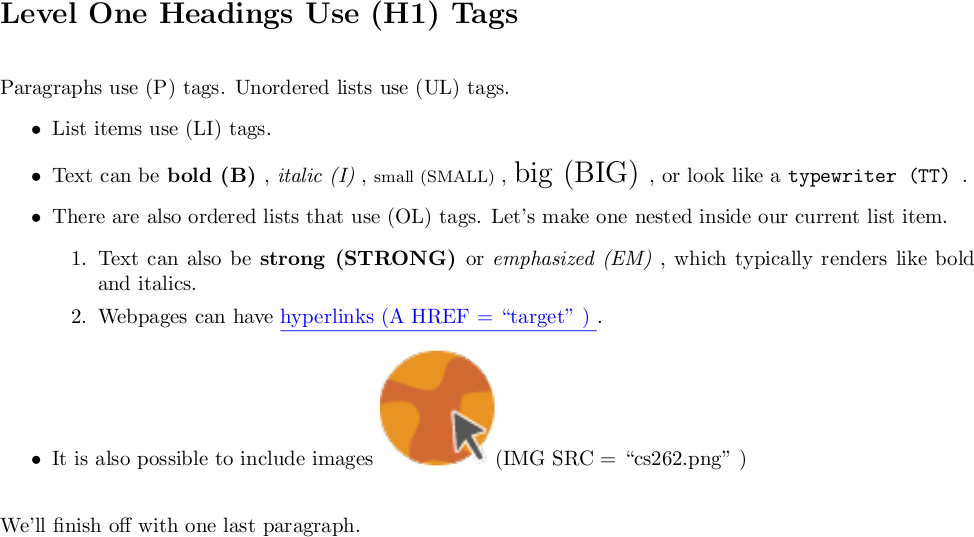 Level One Headings Use (H1) Tags
Paragraphs use (P) tags. Unordered lists use (UL) tags.
• List items use (LI) tags.
• Text can be bold (B) , italic (I) , small (SMALL) , big (BIG) , or look like a typewriter (TT) .
• There are also ordered lists that use (OL) tags. Let's make one nested inside our current list item.
1. Text can also be strong (STRONG) or emphasized (EM) , which typically renders like bold
and italics.
2. Webpages can have hyperlinks (A HREF = “target” ) .
• It is also possible to include images (IMG SRC = “cs262.png” )
We'll finish off with one last paragraph.